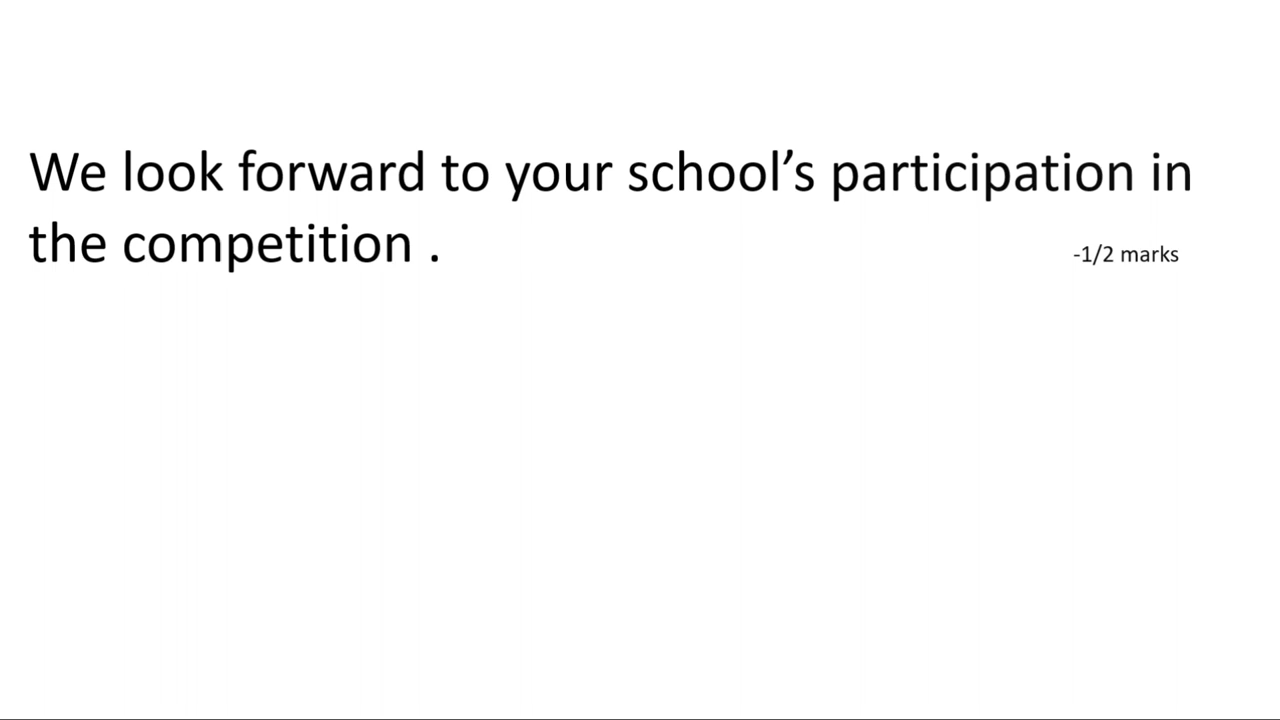 We look forward to your school’s participation in
the competition .
-1/2 marks